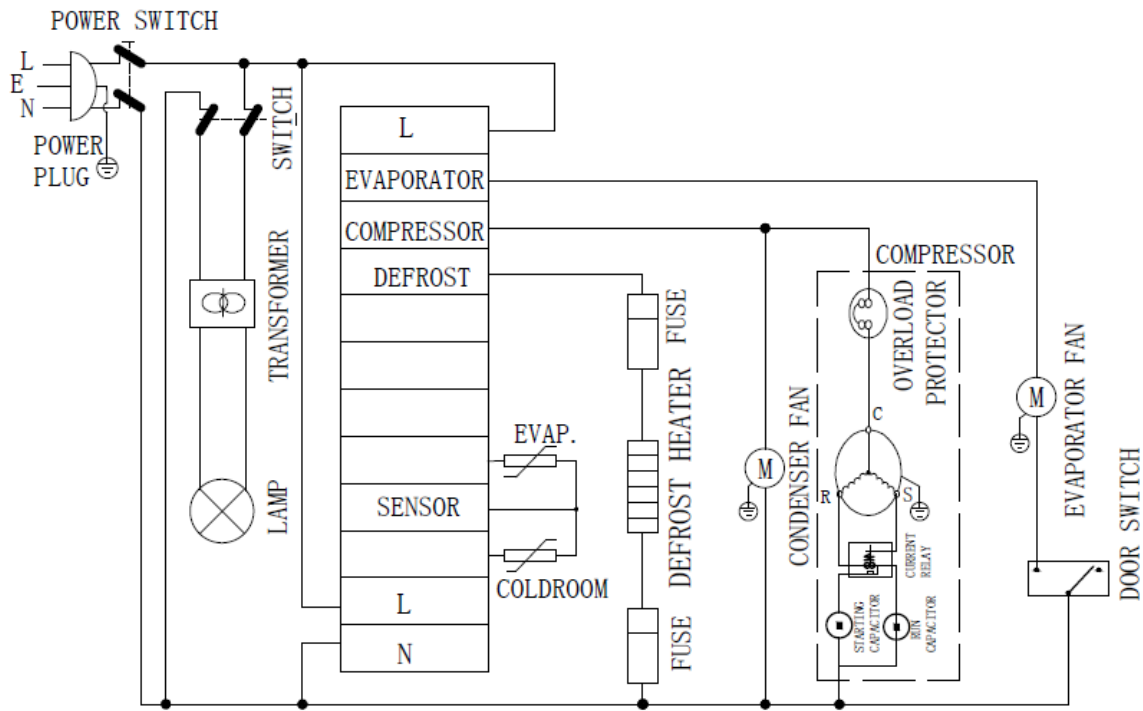 POWER SWITCH
L
E
N
POWER
PLUG
SWITCH
TRANSFORMER
LAMP
L
EVAPORATOR
COMPRESSOR
DEFROST
SENSOR
L
N
EVAP.
COLDROOM
FUSE
DEFROST HEATER
FUSE
M
CONDENSER FAN
COMPRESSOR
OVERLOAD
PROTECTOR
C
R
S
CURRENT
RELAY
STARTING
CAPACITOR
RUN
CAPACITOR
M
EVAPORATOR FAN
DOOR SWITCH